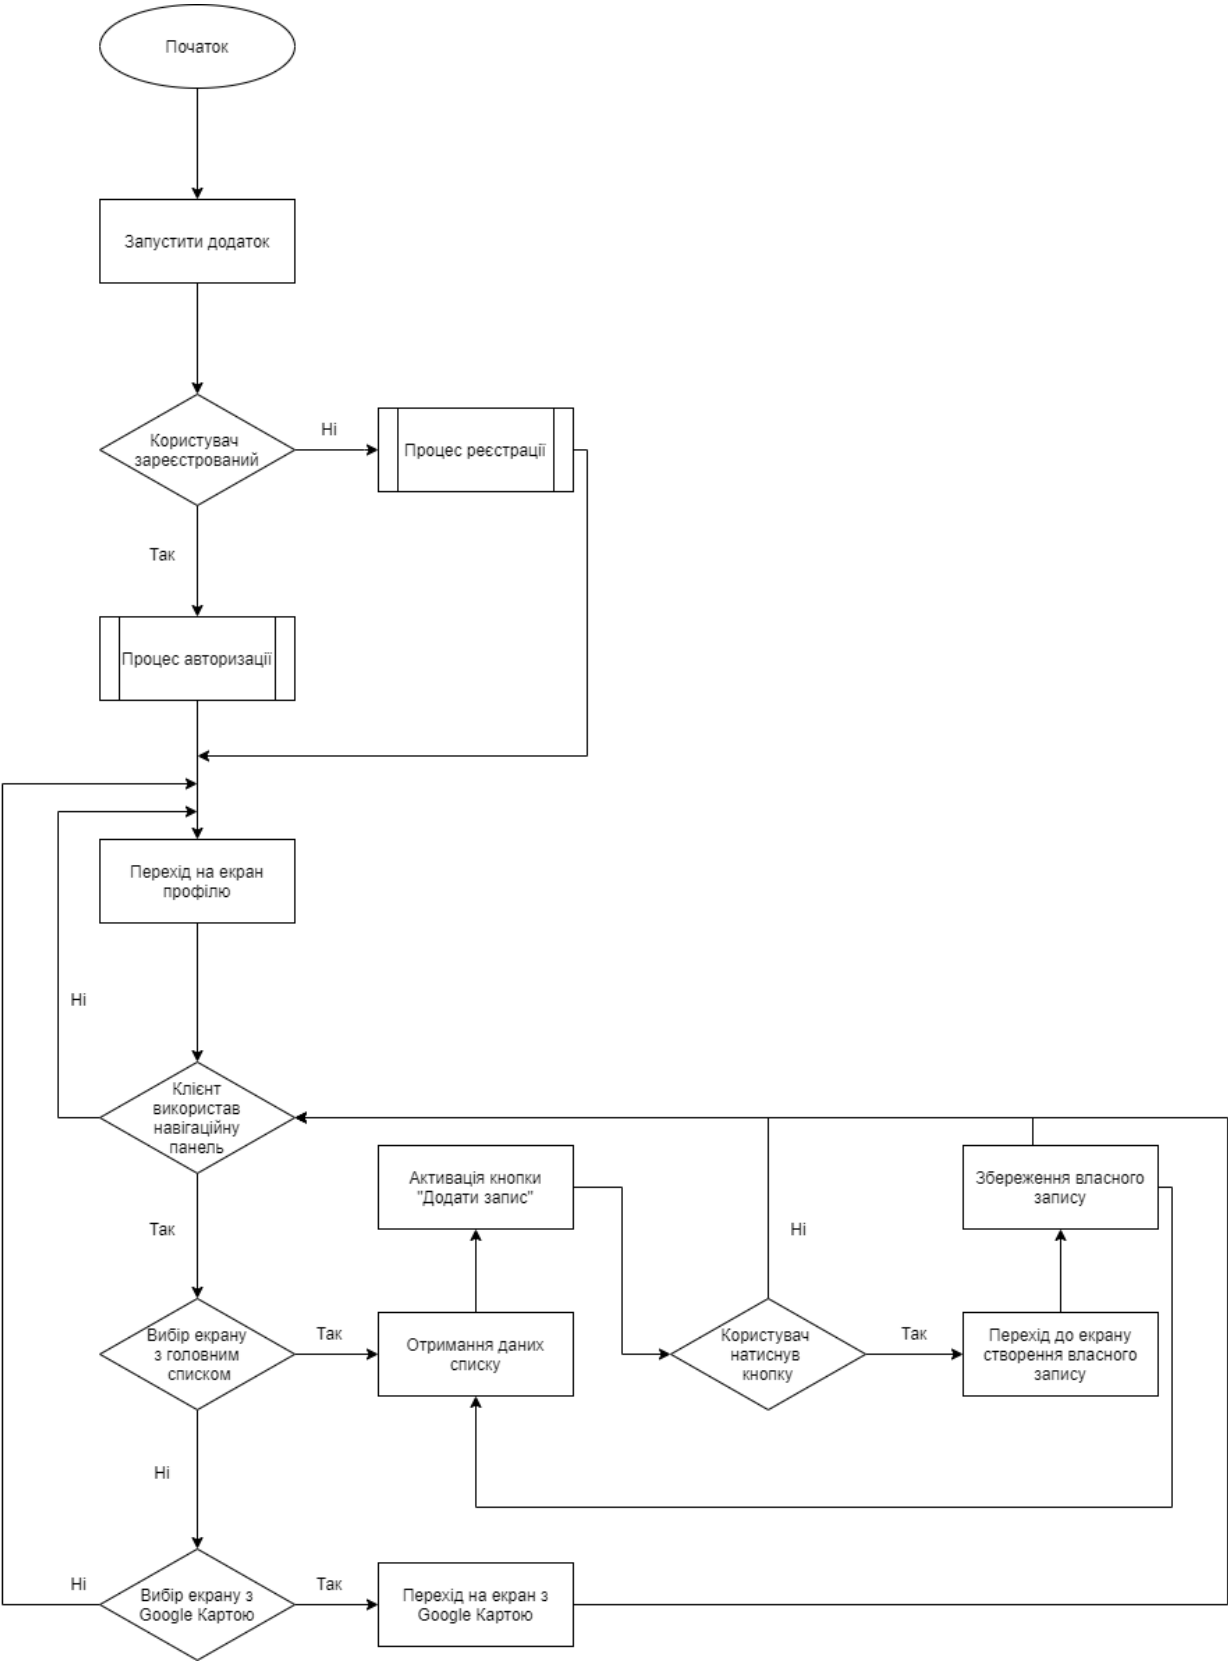 Початок
Запустити додаток
Користувач
зареєстрований
Ні
Процес реєстрації
Так
Процес авторизації
Перехід на екран
профілю
Ні
Клієнт
використав
навігаційну
панель
Активація кнопки
"Додати запис"
Збереження власного
запису
Так
Ні
Вибір екрану
з головним
списком
Так
Отримання даних
списку
Користувач
натиснув
кнопку
Так
Перехід до екрану
створення власного
запису
Ні
Ні
Вибір екрану з
Google Картою
Так
Перехід на екран з
Google Картою